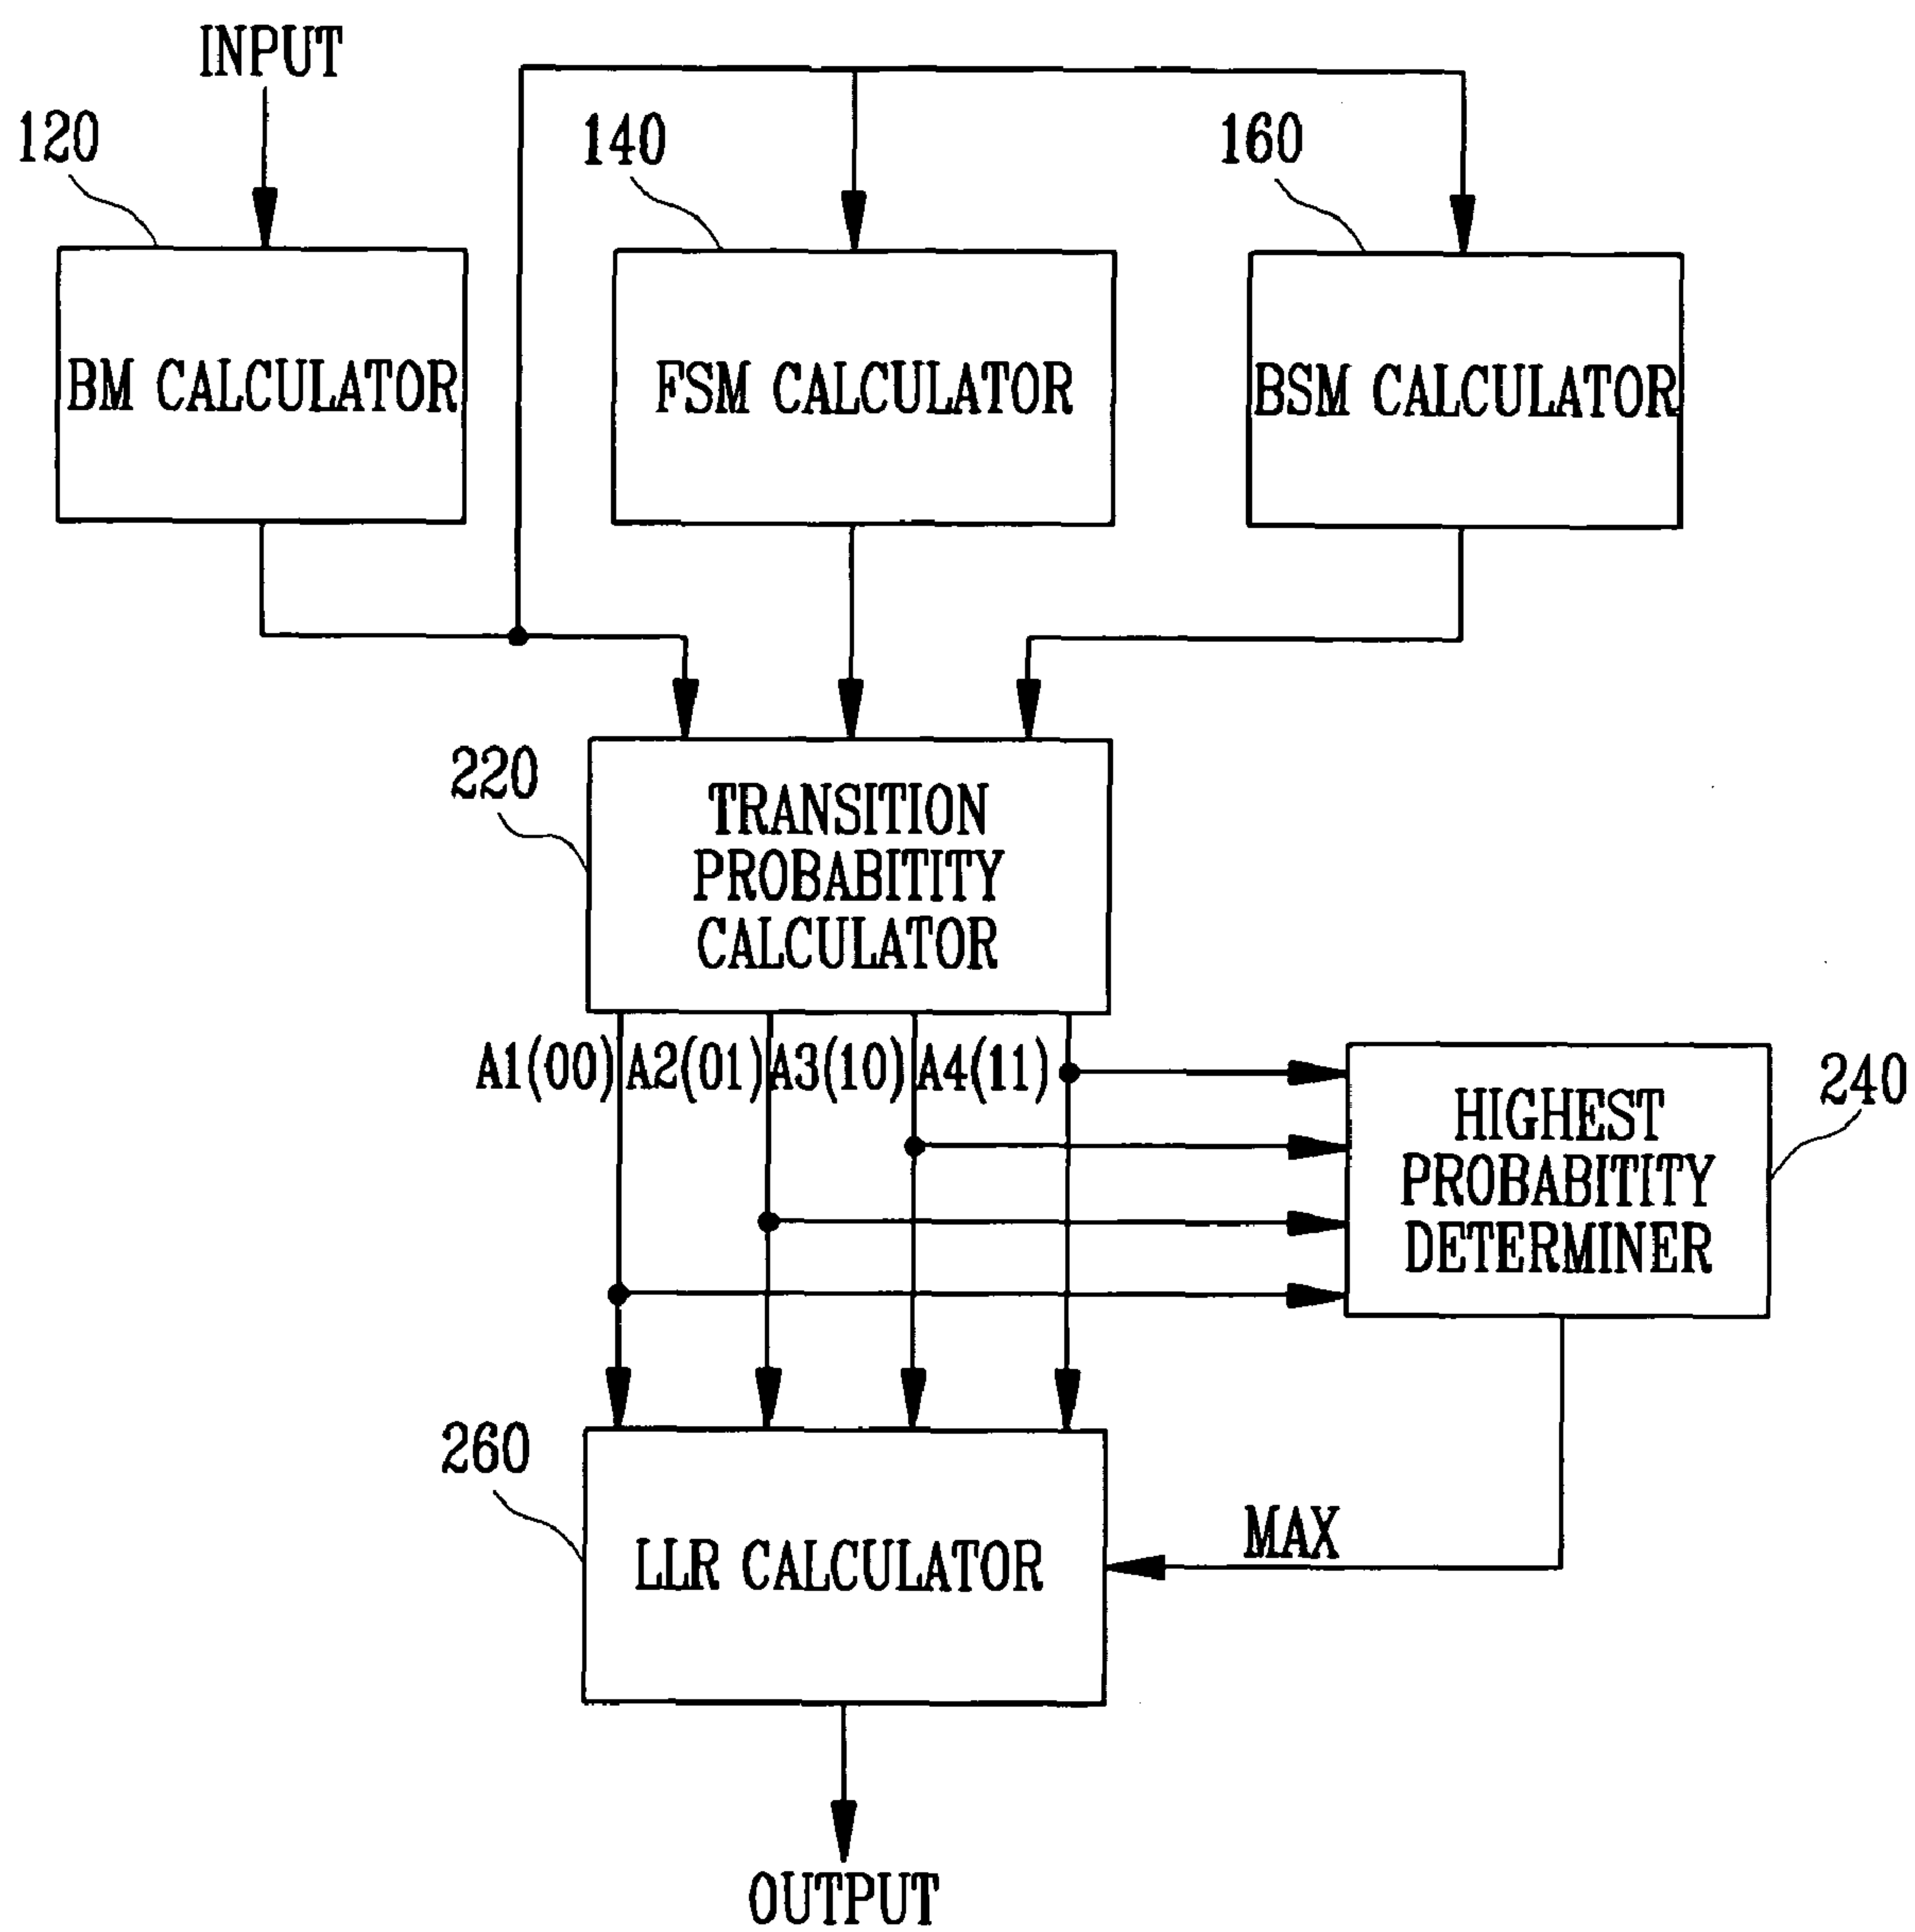 INPUT
120
140
160
BM CALCULATOR
FSM CALCULATOR
BSM CALCULATOR
220
TRANSITION
PROBABITITY
CALCULATOR
A1(00)
A2(01)
A3(10)
A4(11)
HIGHEST
PROBABITITY
DETERMINER
240
260
LLR CALCULATOR
MAX
OUTPUT